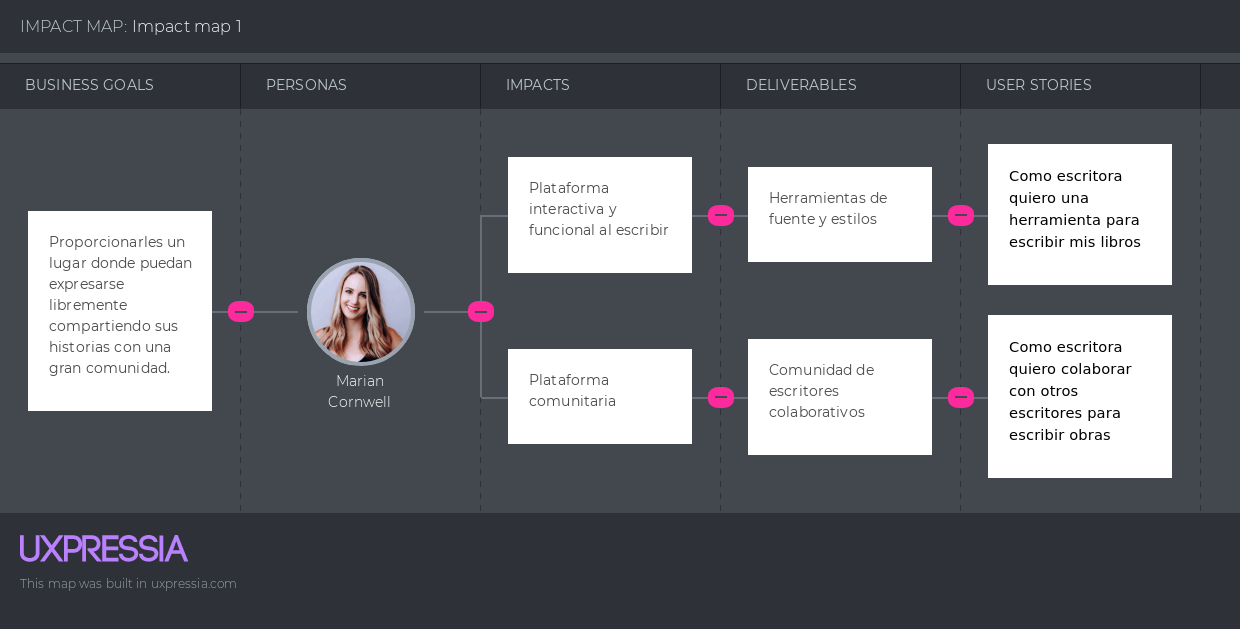 IMPACT MAP: Impact map 1
BUSINESS GOALS
PERSONAS
IMPACTS
DELIVERABLES
USER STORIES
Proporcionarles un
lugar donde puedan
expresarse
libremente
compartiendo sus
historias con una
gran comunidad.
Marian
Cornwell
Plataforma
interactiva y
funcional al escribir
Herramientas de
fuente y estilos
Como escritora
quiero una
herramienta para
escribir mis libros
Plataforma
comunitaria
Comunidad de
escritores
colaborativos
Como escritora
quiero colaborar
con otros
escritores para
escribir obras
UXPRESSIA
This map was built in uxpressia.com